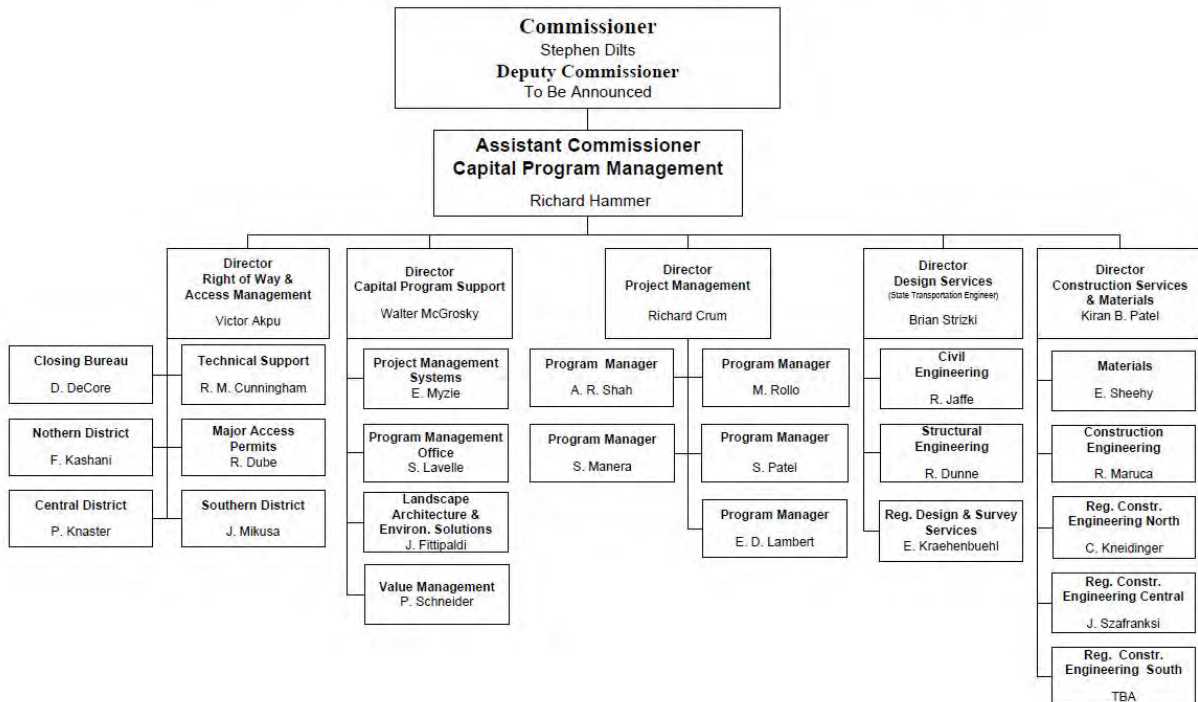 Commissioner
Stephen Dilts
Deputy Commissioner
To Be Announced
Assistant Commissioner
Capital Program Management
Richard Hammer
Director
Right of Way &
Access Management
Victor Akpu
Director
Capital Program Support
Walter McGrosky
Director
Project Management
Richard Crum
Director
Design Services
(State Transportation Engineer)
Brian Strizki
Director
Construction Services
& Materials
Kiran B. Patel
Closing Bureau
D. DeCore
Technical Support
R. M. Cunningham
Nothern District
F. Kashani
Major Access
Permits
R. Dube
Central District
P. Knaster
Southern District
J. Mikusa
Project Management
Systems
E. Myzie
Program Management
Office
S. Lavelle
Landscape
Architecture &
Environ. Solutions
J. Fittipaldi
Value Management
P. Schneider
Program Manager
A. R. Shah
Program Manager
M. Rollo
Program Manager
S. Manera
Program Manager
S. Patel
Program Manager
E. D. Lambert
Civil
Engineering
R. Jaffe
Structural
Engineering
R. Dunne
Reg. Design & Survey
Services
E. Kraehenbuehl
Materials
E. Sheehy
Construction
Engineering
R. Maruca
Reg. Constr.
Engineering North
C. Kneidinger
Reg. Constr.
Engineering Central
J. Szafranksi
Reg. Constr.
Engineering South
TBA